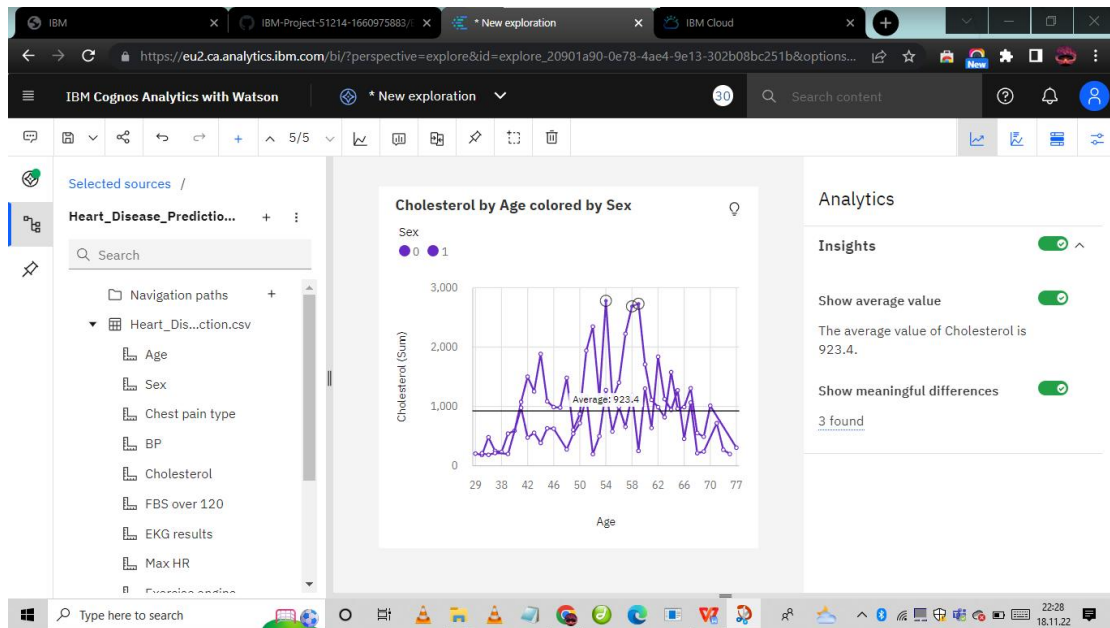 IBM
IBM-Project-51214-1660975883/
* New exploration
IBM Cloud
https://eu2.ca.analytics.ibm.com/bi/?perspective=explore&id=explore_20901a90-0e78-4ae4-9e13-302b08bc251b&options...
New
IBM Cognos Analytics with Watson
* New exploration
30
Search content
5/5
Selected sources /
Heart_Disease_Predictio...
Search
Navigation paths
Heart_Dis...ction.csv
Age
Sex
Chest pain type
BP
Cholesterol
FBS over 120
EKG results
Max HR
Cholesterol by Age colored by Sex
Sex
0 1
3,000
2,000
1,000
0
Cholesterol (Sum)
Average: 923.4
29 38 42 46 50 54 58 62 66 70 77
Age
Analytics
Insights
Show average value
The average value of Cholesterol is
923.4.
Show meaningful differences
3 found
Type here to search
22:28
18.11.22